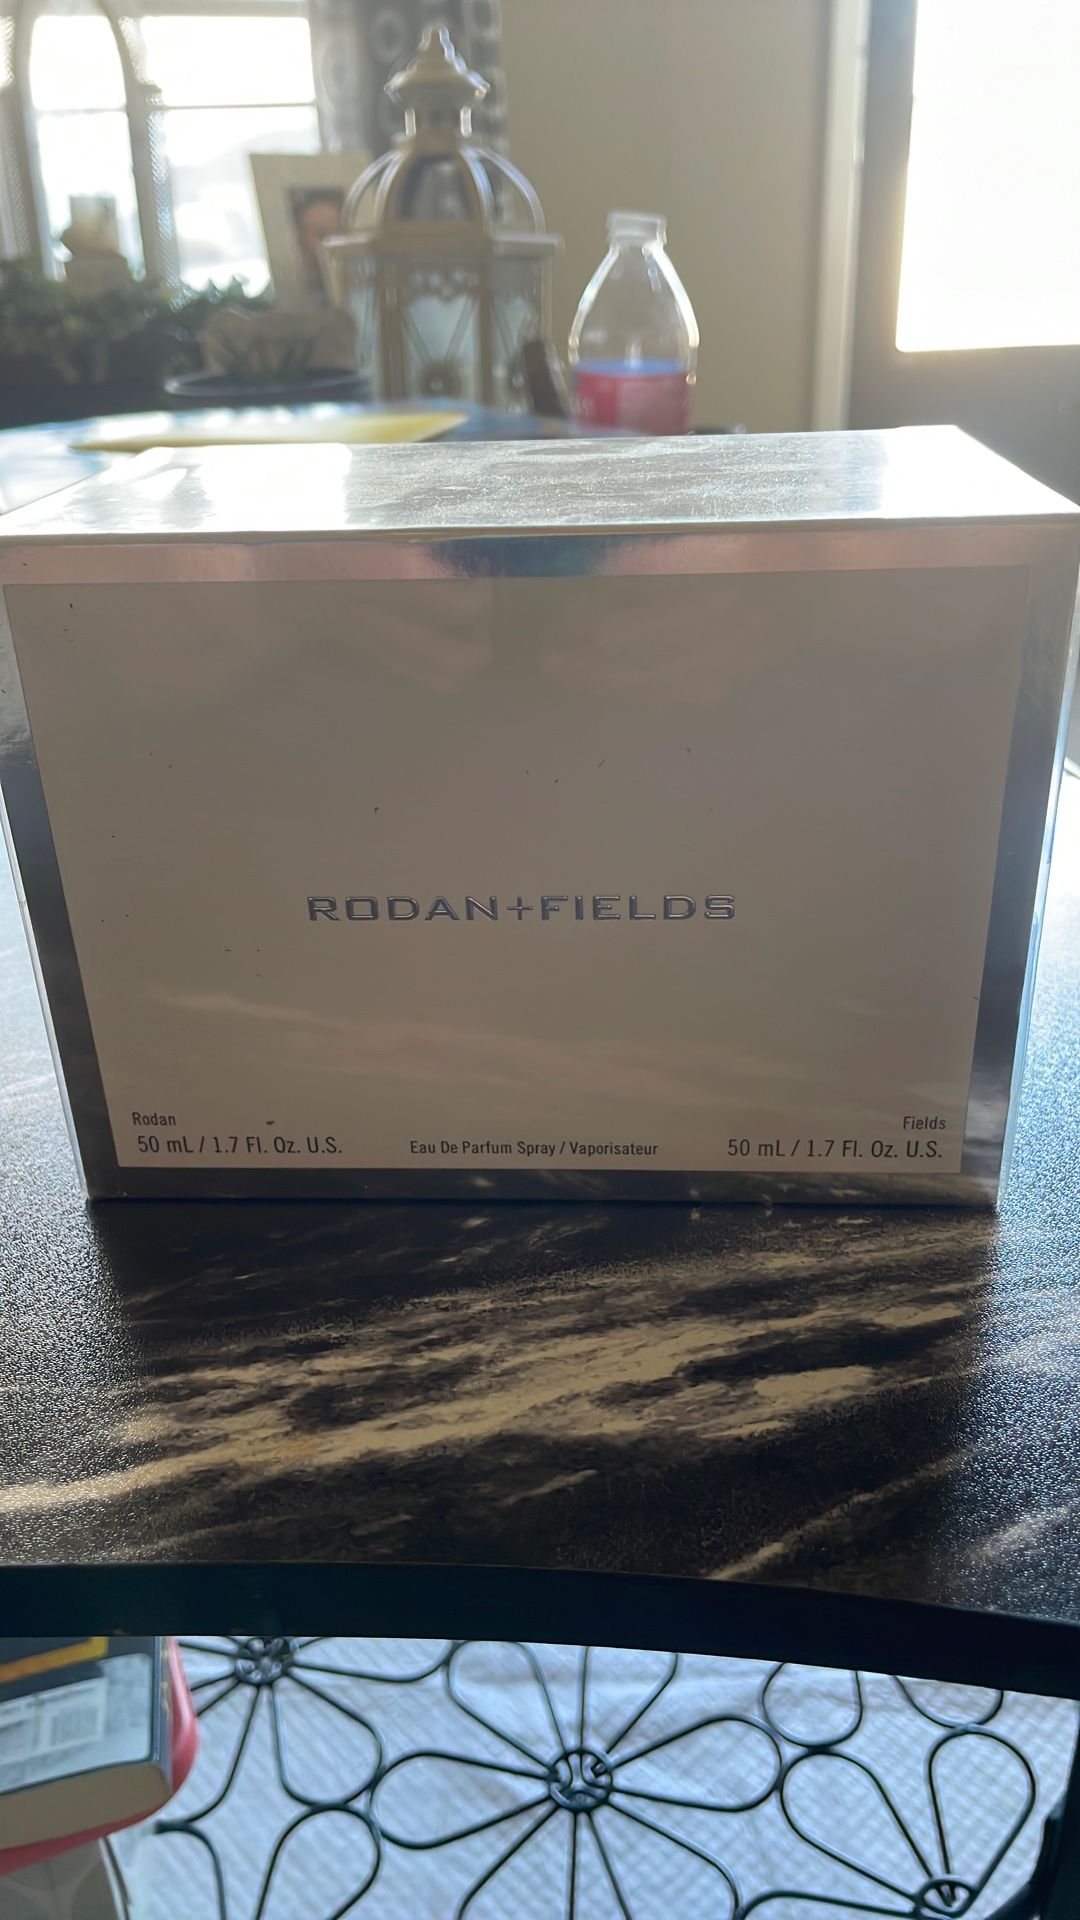 RODAN+FIELDS
Rodan
50 mL / 1.7 Fl. Oz. U.S.
Eau De Parfum Spray / Vaporisateur
Fields
50 mL / 1.7 Fl. Oz. U.S.